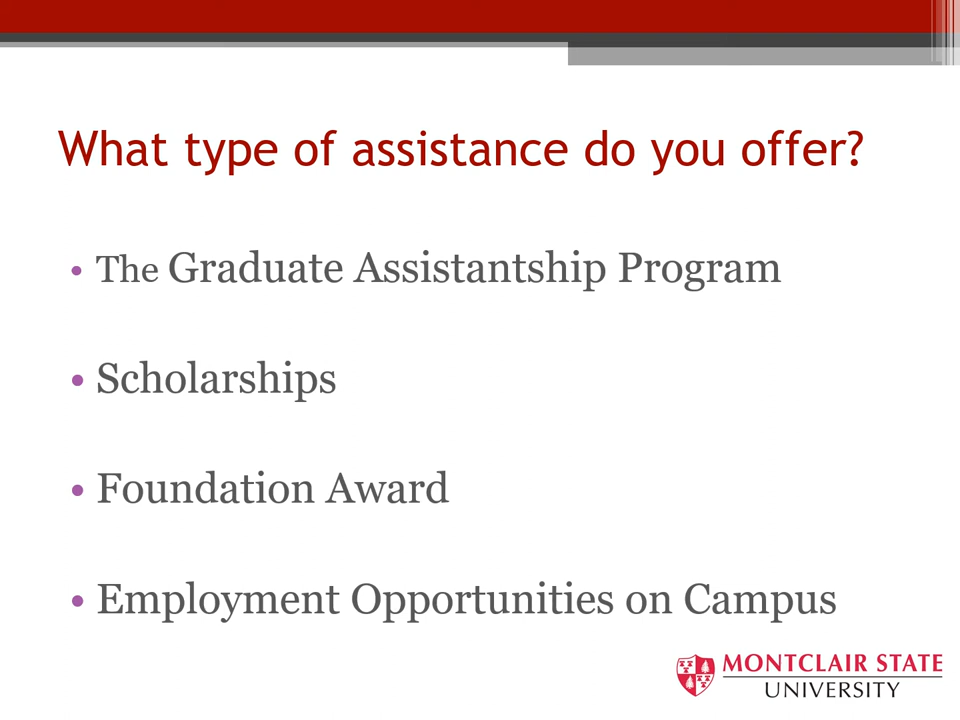 What type of assistance do you offer?
• The Graduate Assistantship Program
• Scholarships
• Foundation Award
• Employment Opportunities on Campus
MONTCLAIR STATE
UNIVERSITY